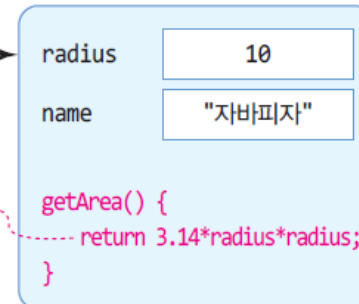 radius 10
name "자바피자"
getArea() {
return 3.14*radius*radius;
}